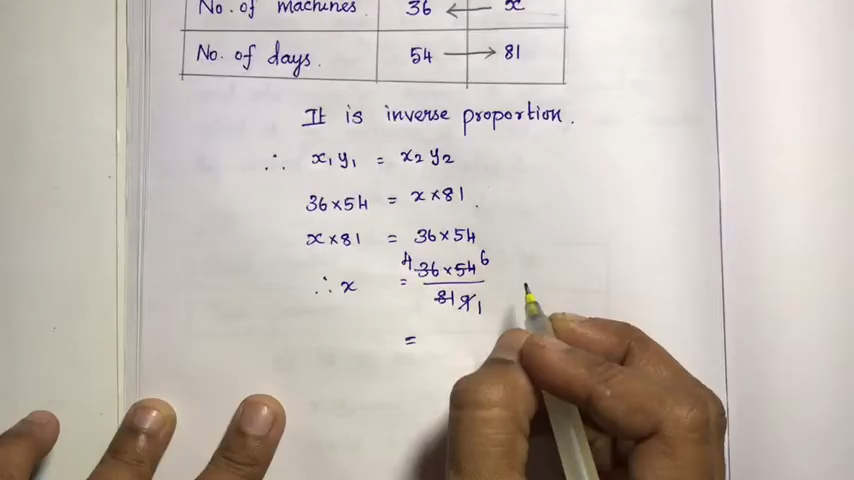 No. of machines. 36 ← x
No. of days. 54 → 81
It is inverse proportion.
∴ x₁y₁ = x₂y₂
36×54 = x×81.
x×81 = 36×54
4 36×54 6
∴ x = 
81 9 1
=